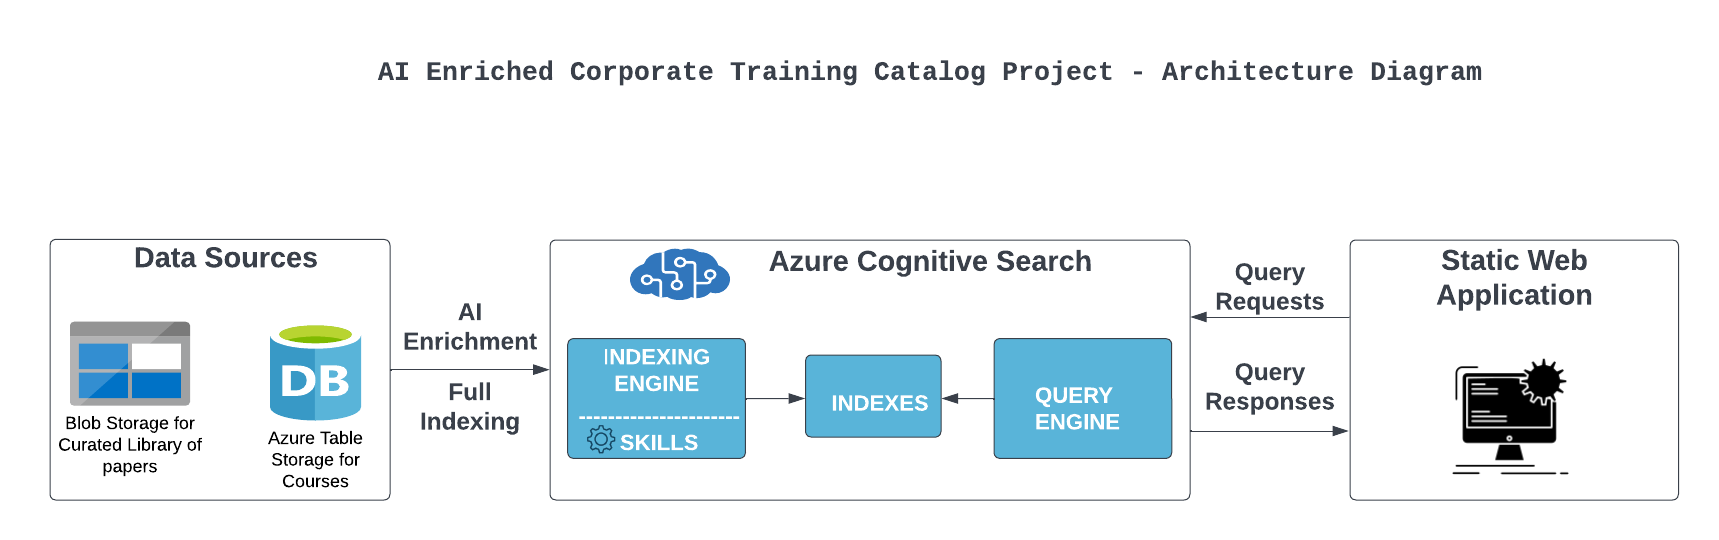 AI Enriched Corporate Training Catalog Project - Architecture Diagram
Data Sources
DB
Blob Storage for
Curated Library of
papers
Azure Table
Storage for
Courses
AI
Enrichment
Full
Indexing
Azure Cognitive Search
INDEXING
ENGINE
----------------------
SKILLS
INDEXES
QUERY
ENGINE
Query
Requests
Query
Responses
Static Web
Application